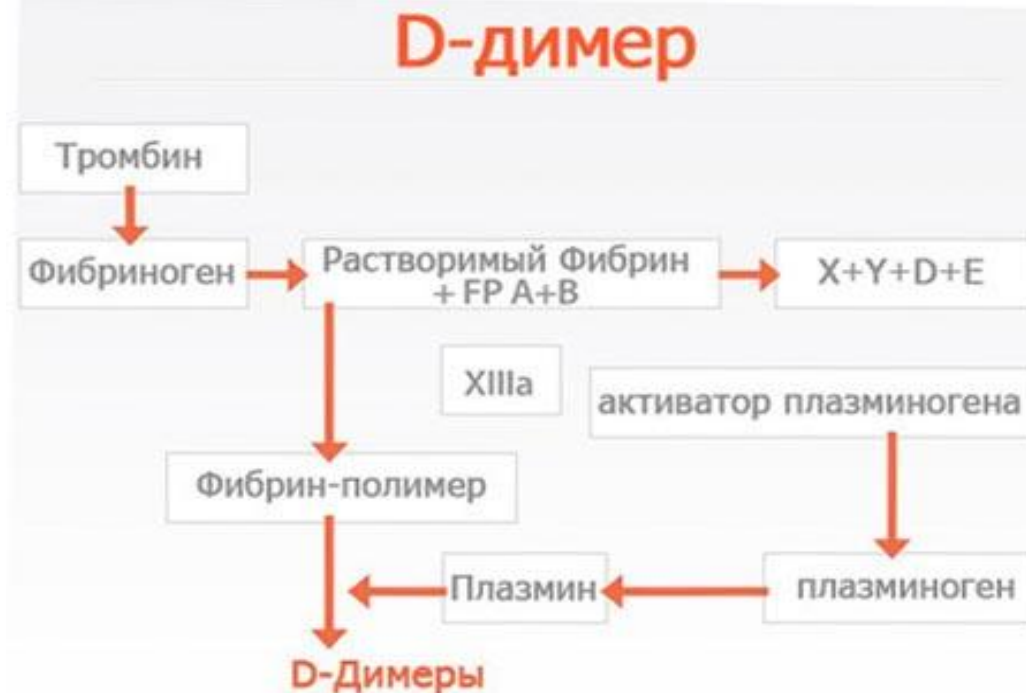 D-димер
Тромбин
Фибриноген
Растворимый Фибрин
+ FP A+B
X+Y+D+E
XIIIa
активатор плазминогена
Фибрин-полимер
Плазмин
плазминоген
D-Димеры